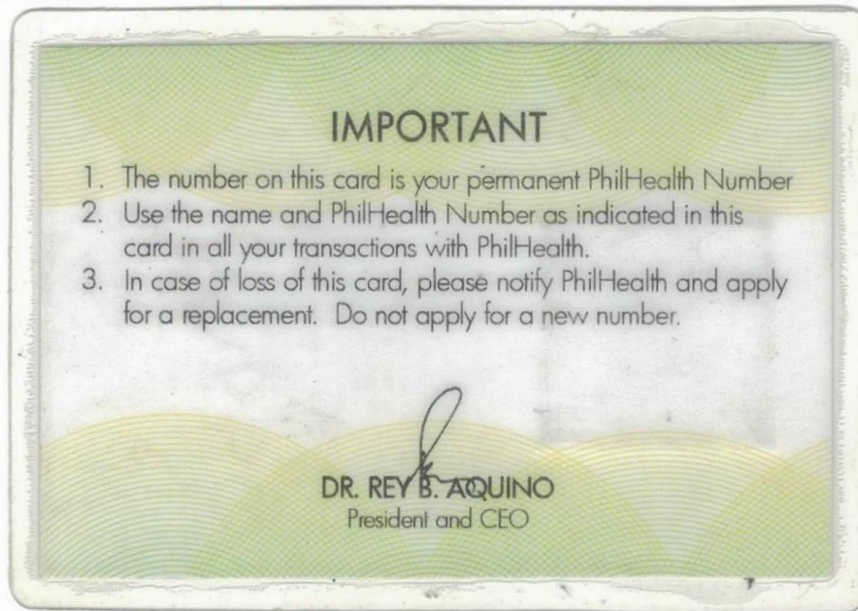 IMPORTANT
1. The number on this card is your permanent PhilHealth Number
2. Use the name and PhilHealth Number as indicated in this
card in all your transactions with PhilHealth.
3. In case of loss of this card, please notify PhilHealth and apply
for a replacement. Do not apply for a new number.
DR. REY B. AQUINO
President and CEO